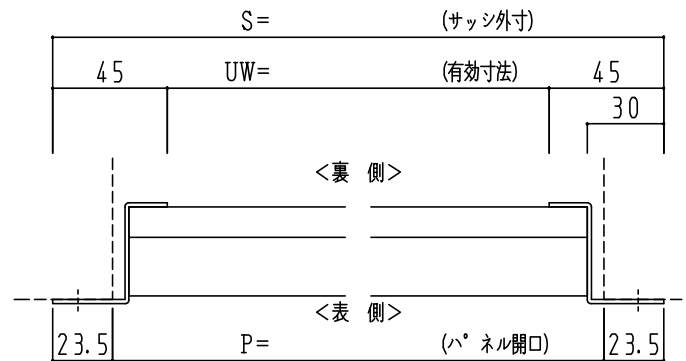 S= (サッシ外寸)
45 UW= (有効寸法) 45
30
<裏 側>
<表 側>
23.5 P= (パネル開口) 23.5